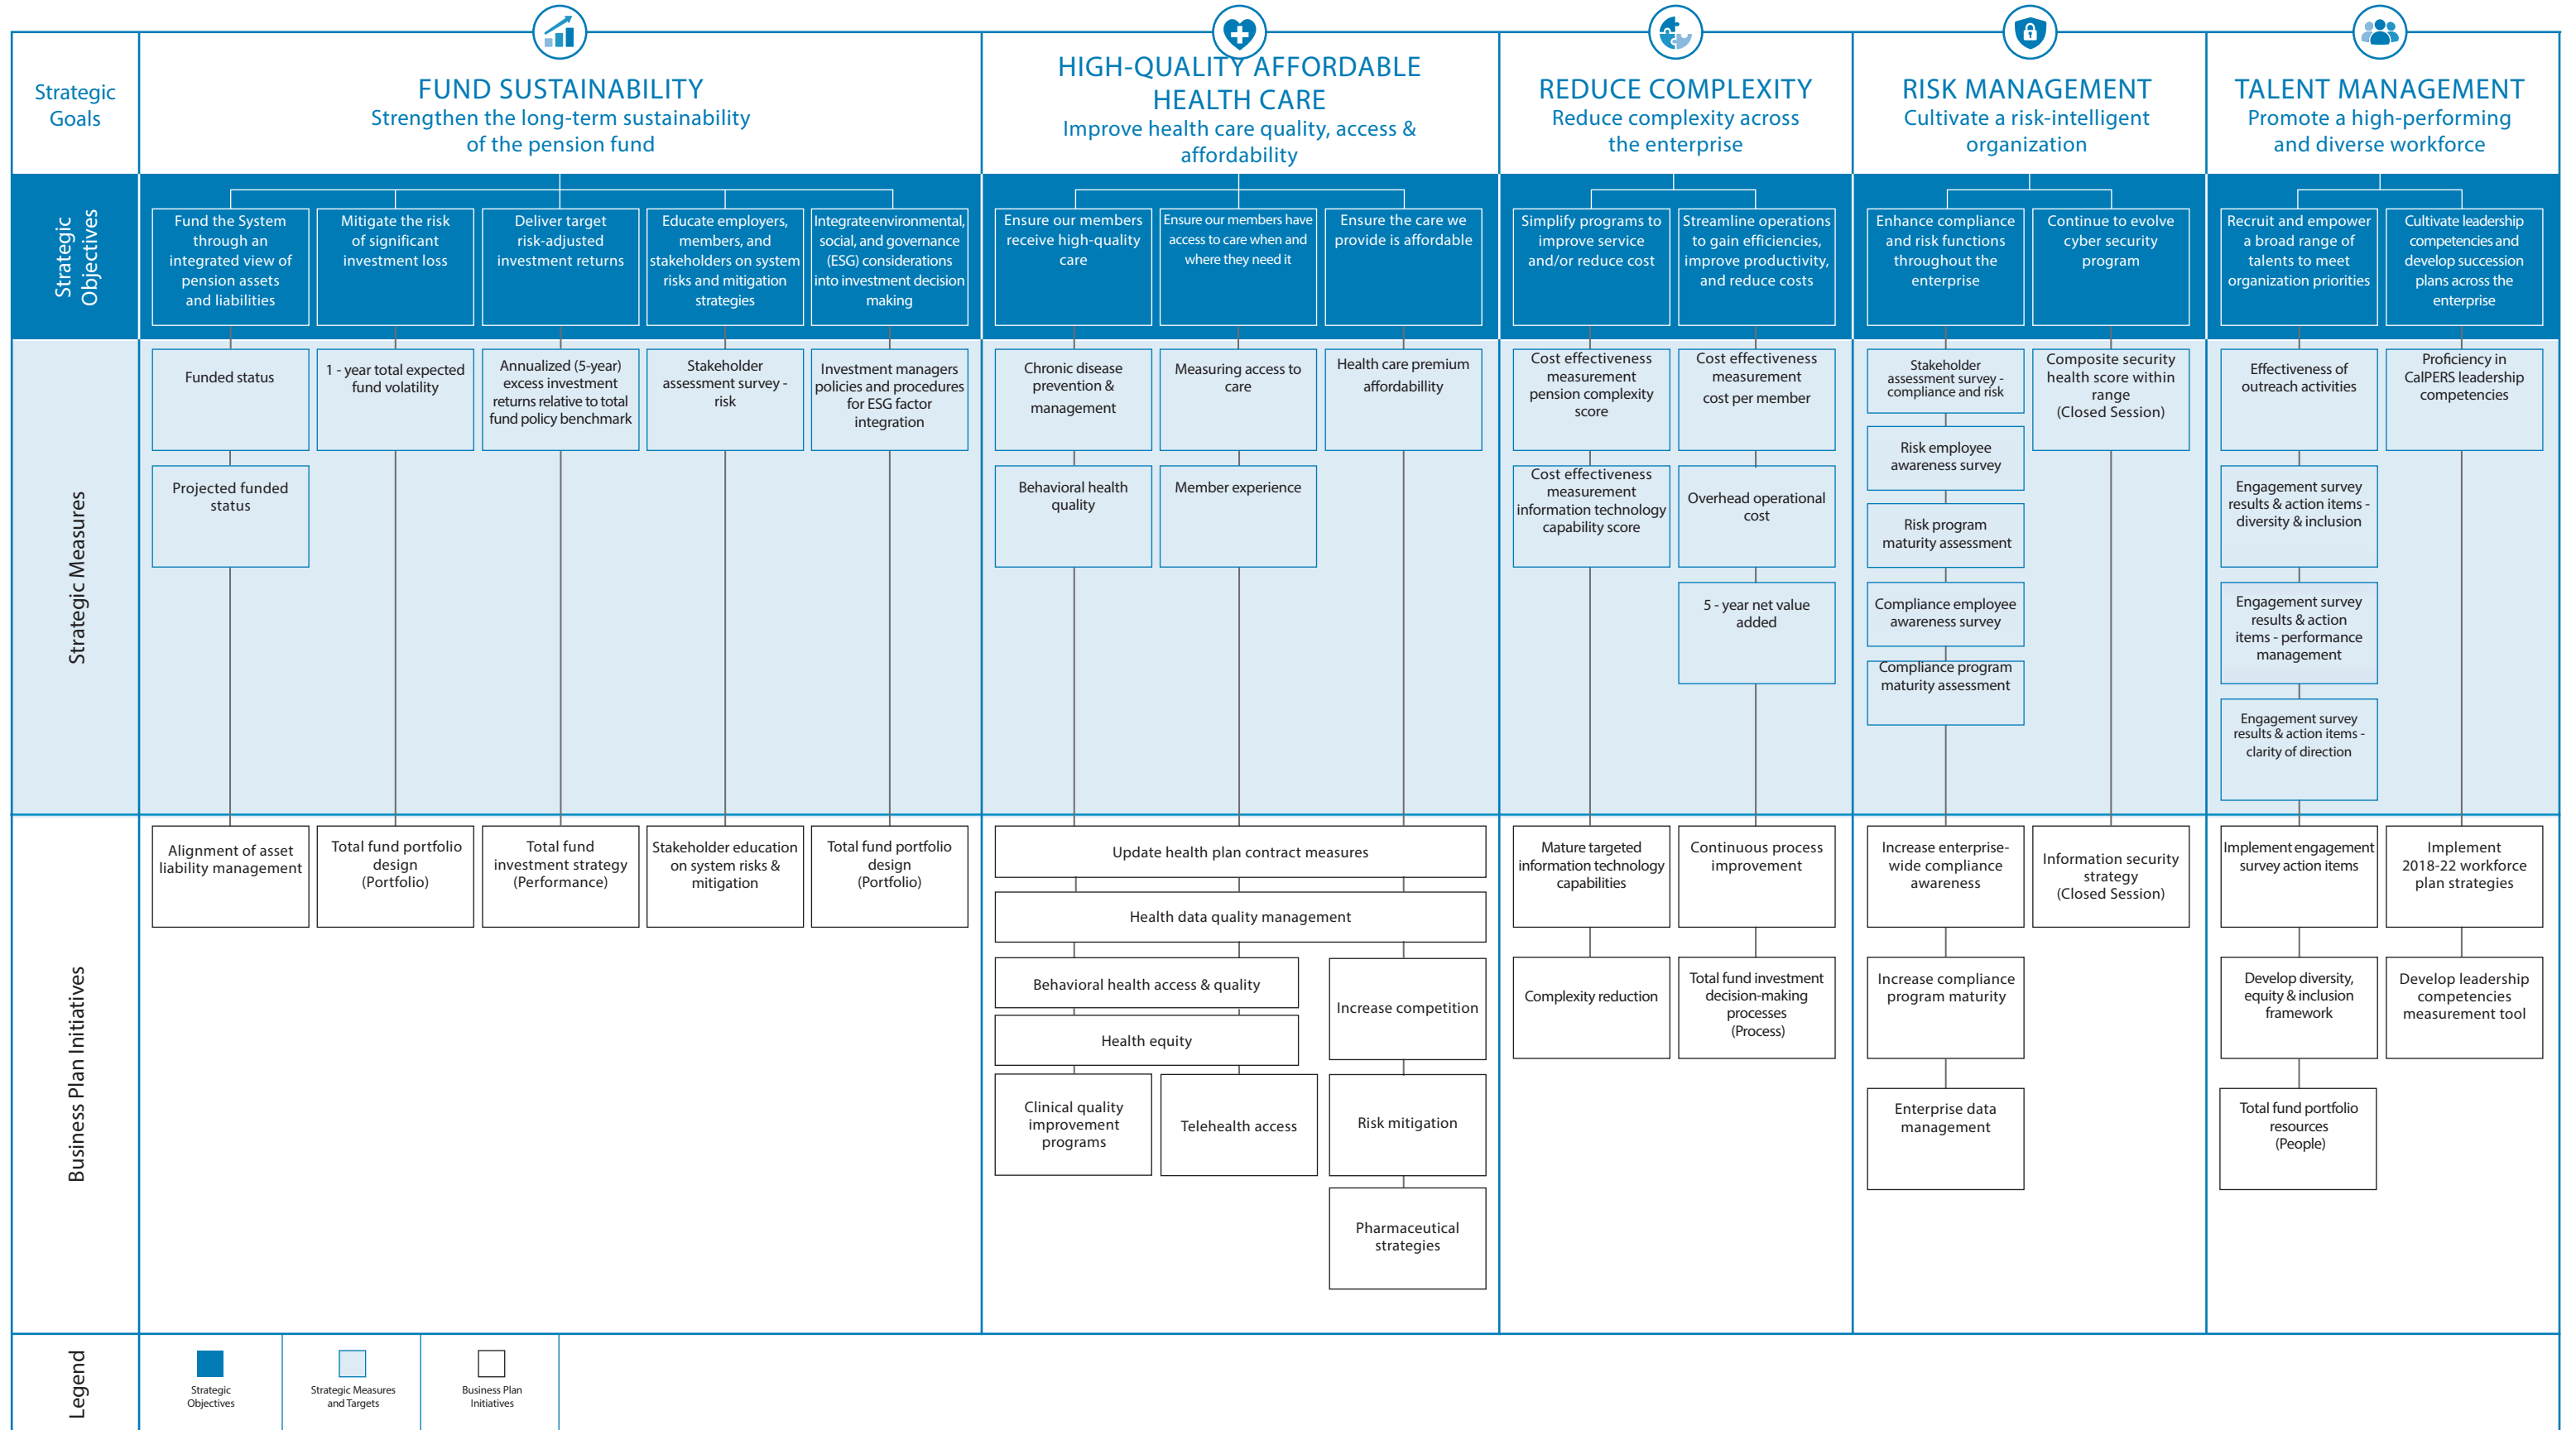 Strategic
Goals
FUND SUSTAINABILITY
Strengthen the long-term sustainability
of the pension fund
HIGH-QUALITY AFFORDABLE
HEALTH CARE
Improve health care quality, access &
affordability
REDUCE COMPLEXITY
Reduce complexity across
the enterprise
RISK MANAGEMENT
Cultivate a risk-intelligent
organization
TALENT MANAGEMENT
Promote a high-performing
and diverse workforce
Strategic
Objectives
Fund the System
through an
integrated view of
pension assets
and liabilities
Mitigate the risk
of significant
investment loss
Deliver target
risk-adjusted
investment returns
Educate employers,
members, and
stakeholders on system
risks and mitigation
strategies
Integrate environmental,
social, and governance
(ESG) considerations
into investment decision
making
Ensure our members
receive high-quality
care
Ensure our members have
access to care when and
where they need it
Ensure the care we
provide is affordable
Simplify programs to
improve service
and/or reduce cost
Streamline operations
to gain efficiencies,
improve productivity,
and reduce costs
Enhance compliance
and risk functions
throughout the
enterprise
Continue to evolve
cyber security
program
Recruit and empower
a broad range of
talents to meet
organization priorities
Cultivate leadership
competencies and
develop succession
plans across the
enterprise
Strategic Measures
Funded status
Projected funded
status
1 - year total expected
fund volatility
Annualized (5-year)
excess investment
returns relative to total
fund policy benchmark
Stakeholder
assessment survey -
risk
Investment managers
policies and procedures
for ESG factor
integration
Chronic disease
prevention &
management
Behavioral health
quality
Measuring access to
care
Member experience
Health care premium
affordabillity
Cost effectiveness
measurement
pension complexity
score
Cost effectiveness
measurement
information technology
capability score
Cost effectiveness
measurement
cost per member
Overhead operational
cost
5 - year net value
added
Stakeholder
assessment survey -
compliance and risk
Risk employee
awareness survey
Risk program
maturity assessment
Compliance employee
awareness survey
Compliance program
maturity assessment
Composite security
health score within
range
(Closed Session)
Effectiveness of
outreach activities
Engagement survey
results & action items -
diversity & inclusion
Engagement survey
results & action
items - performance
management
Engagement survey
results & action items -
clarity of direction
Proficiency in
CalPERS leadership
competencies
Business Plan Initiatives
Alignment of asset
liability management
Total fund portfolio
design
(Portfolio)
Total fund
investment strategy
(Performance)
Stakeholder education
on system risks &
mitigation
Total fund portfolio
design
(Portfolio)
Update health plan contract measures
Health data quality management
Behavioral health access & quality
Health equity
Clinical quality
improvement
programs
Telehealth access
Increase competition
Risk mitigation
Pharmaceutical
strategies
Mature targeted
information technology
capabilities
Complexity reduction
Continuous process
improvement
Total fund investment
decision-making
processes
(Process)
Increase enterprise-
wide compliance
awareness
Increase compliance
program maturity
Enterprise data
management
Information security
strategy
(Closed Session)
Implement engagement
survey action items
Develop diversity,
equity & inclusion
framework
Total fund portfolio
resources
(People)
Implement
2018-22 workforce
plan strategies
Develop leadership
competencies
measurement tool
Legend
Strategic
Objectives
Strategic Measures
and Targets
Business Plan
Initiatives